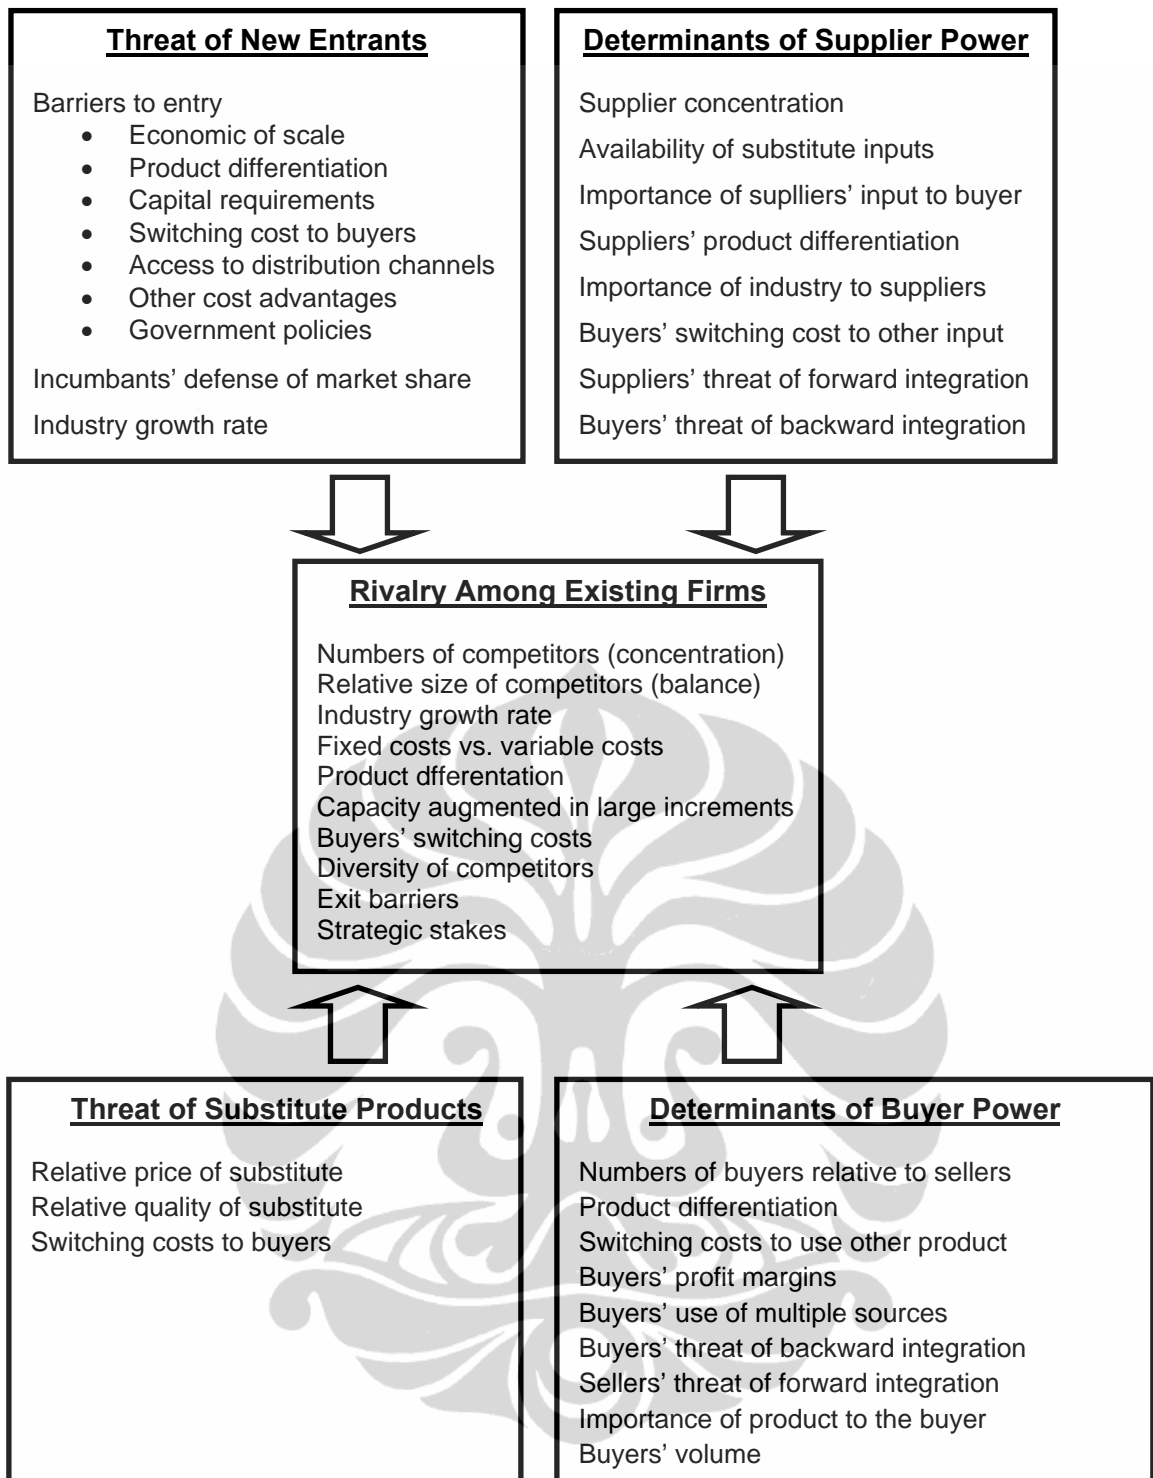 Threat of New Entrants
Barriers to entry
• Economic of scale
• Product differentiation
• Capital requirements
• Switching cost to buyers
• Access to distribution channels
• Other cost advantages
• Government policies
Incumbants’ defense of market share
Industry growth rate
Determinants of Supplier Power
Supplier concentration
Availability of substitute inputs
Importance of suplliers’ input to buyer
Suppliers’ product differentiation
Importance of industry to suppliers
Buyers’ switching cost to other input
Suppliers’ threat of forward integration
Buyers’ threat of backward integration
Rivalry Among Existing Firms
Numbers of competitors (concentration)
Relative size of competitors (balance)
Industry growth rate
Fixed costs vs. variable costs
Product dfferentation
Capacity augmented in large increments
Buyers’ switching costs
Diversity of competitors
Exit barriers
Strategic stakes
Threat of Substitute Products
Relative price of substitute
Relative quality of substitute
Switching costs to buyers
Determinants of Buyer Power
Numbers of buyers relative to sellers
Product differentiation
Switching costs to use other product
Buyers’ profit margins
Buyers’ use of multiple sources
Buyers’ threat of backward integration
Sellers’ threat of forward integration
Importance of product to the buyer
Buyers’ volume